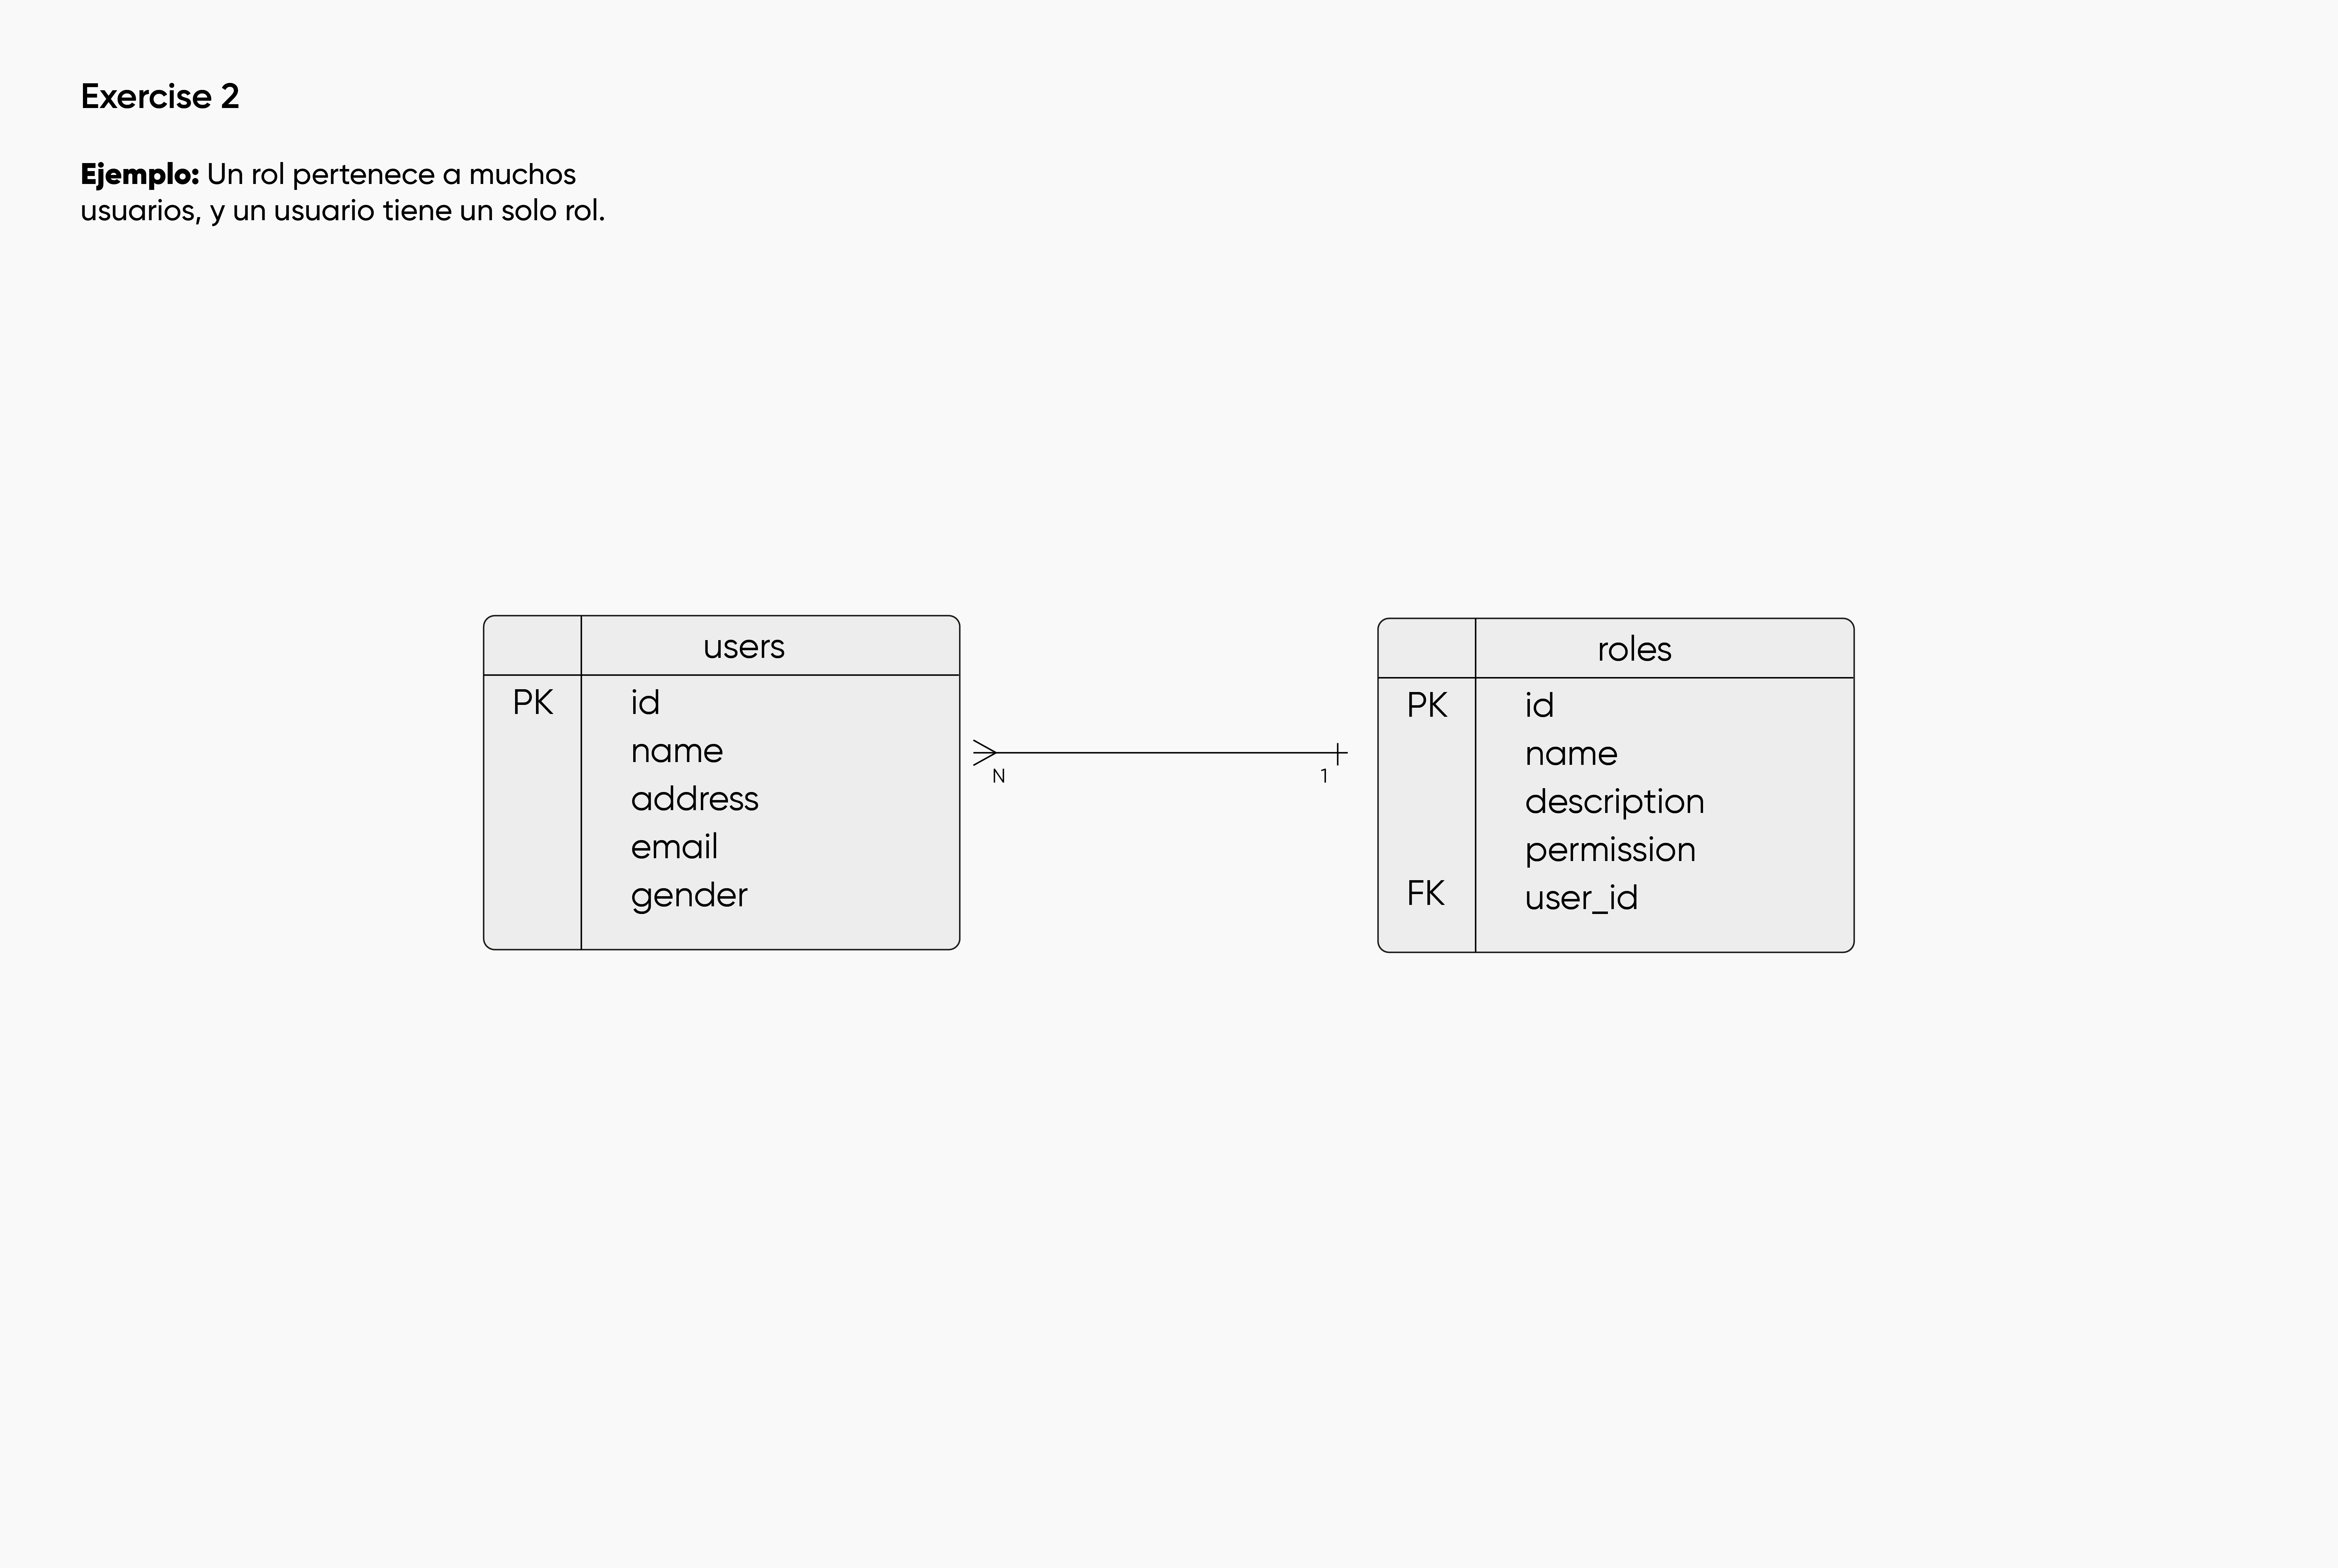 Exercise 2
Ejemplo: Un rol pertenece a muchos
usuarios, y un usuario tiene un solo rol.
users
PK id
name
address
email
gender
N
1
roles
PK id
name
description
permission
FK user_id